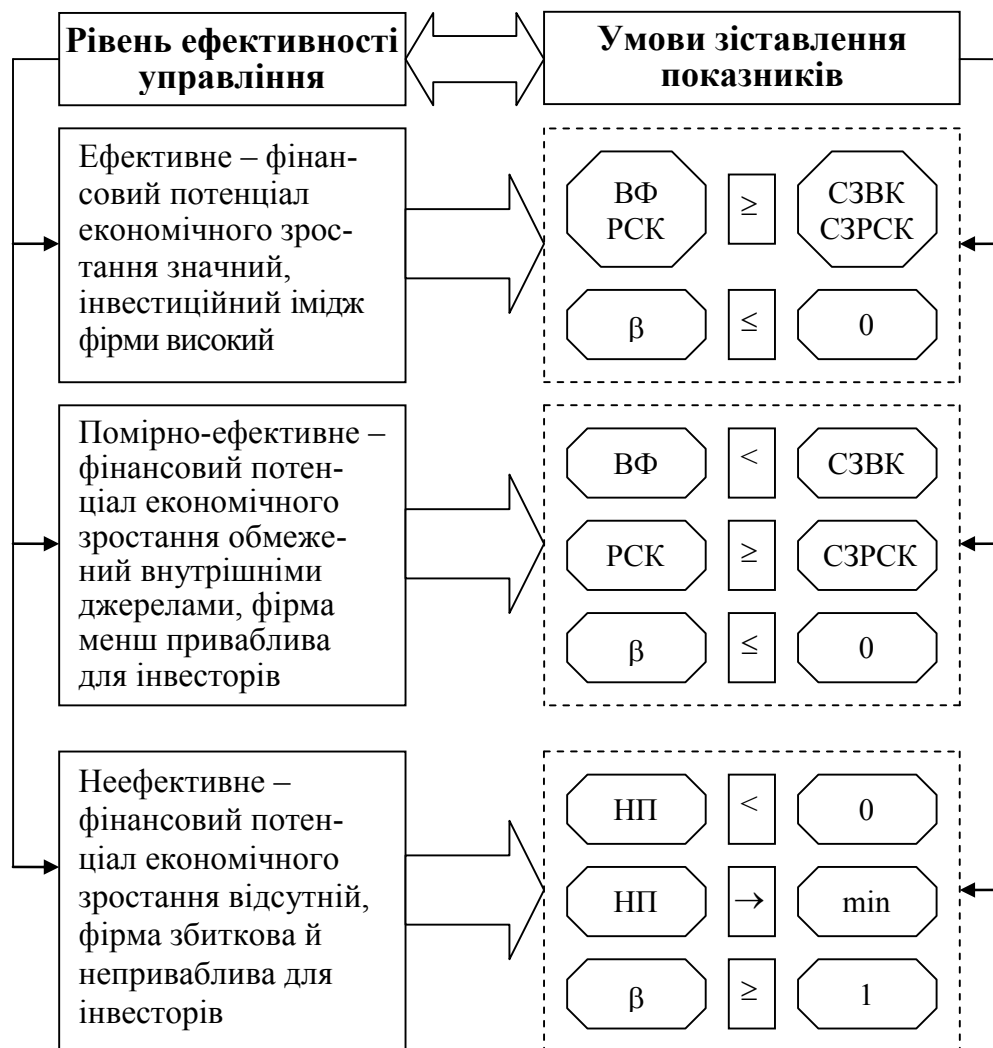 Рівень ефективності
управління
Умови зіставлення
показників
Ефективне – фінан-
совий потенціал
економічного зрос-
тання значний,
інвестиційний імідж
фірми високий
ВФ
РСК
≥
СЗВК
СЗРСК
β
≤
0
Помірно-ефективне –
фінансовий потен-
ціал економічного
зростання обмеже-
ний внутрішніми
джерелами, фірма
менш приваблива
для інвесторів
ВФ
<
СЗВК
РСК
≥
СЗРСК
β
≤
0
Неефективне –
фінансовий потен-
ціал економічного
зростання відсутній,
фірма збиткова й
неприваблива для
інвесторів
НП
<
0
НП
→
min
β
≥
1